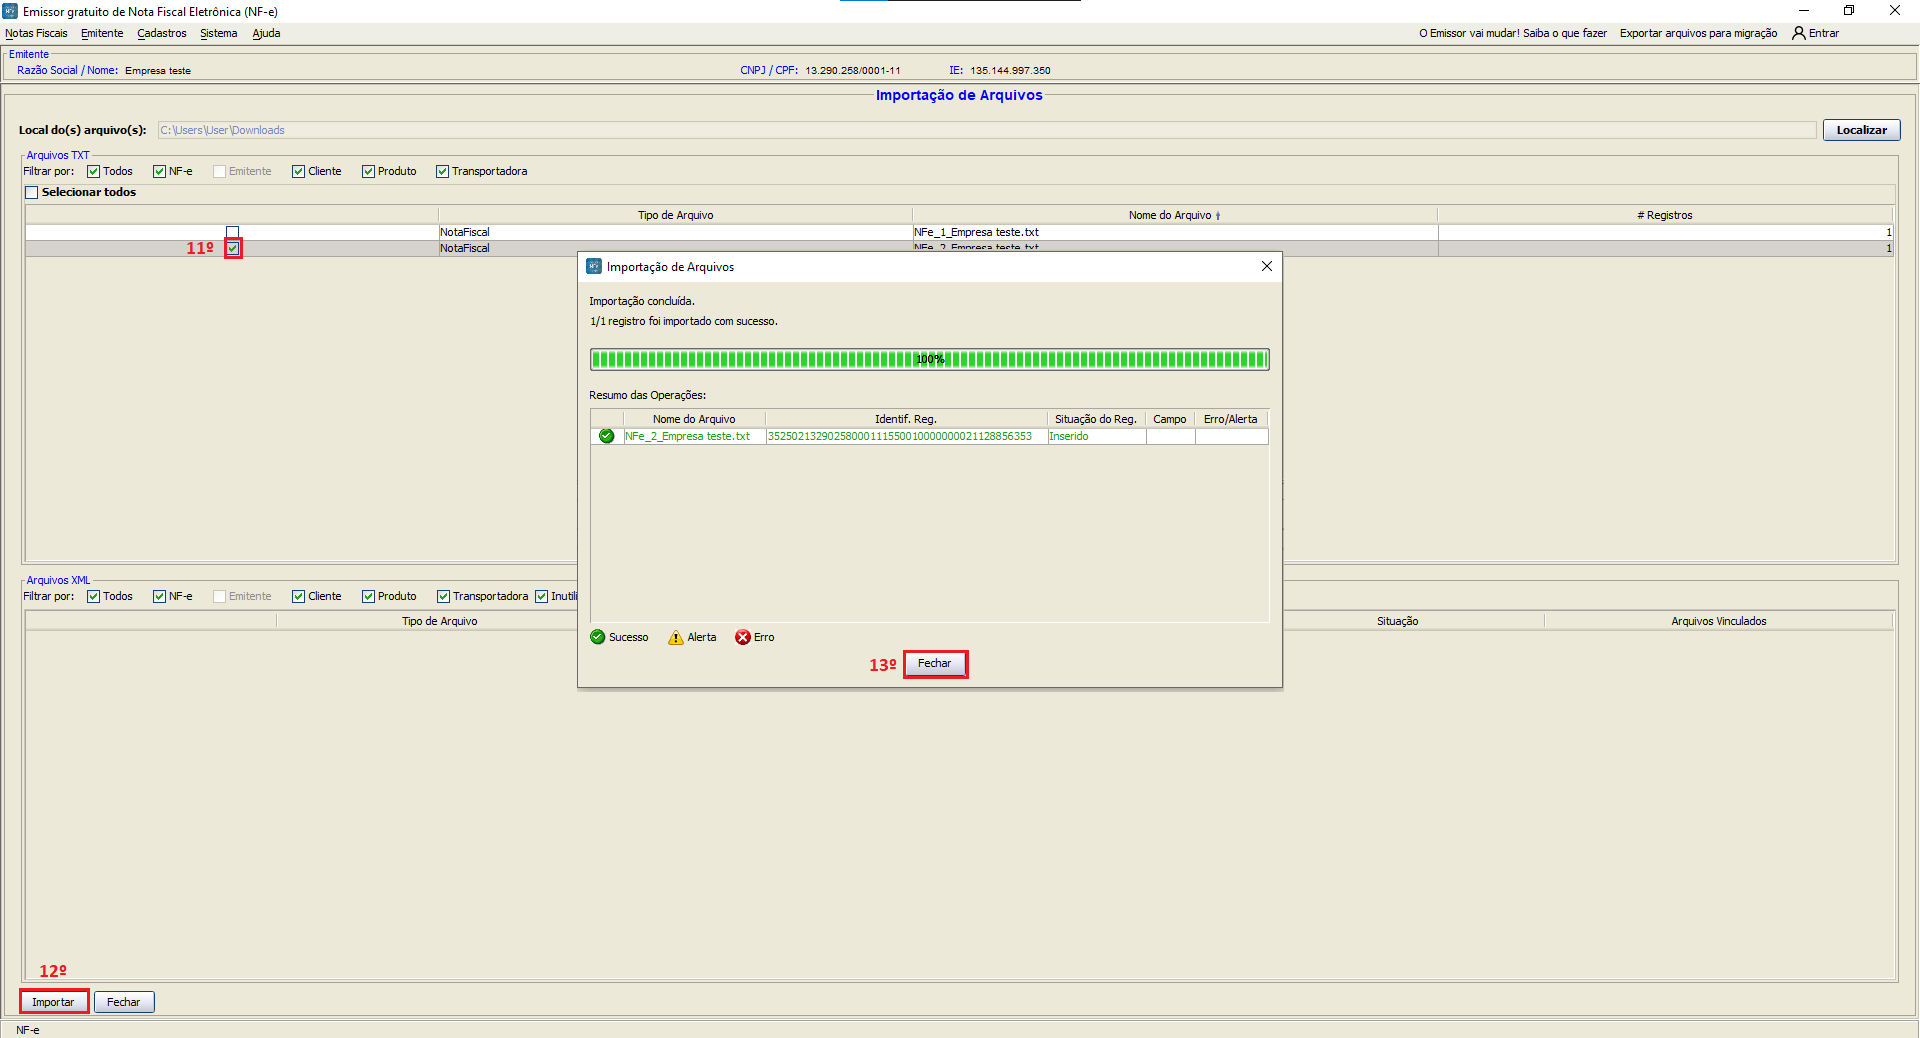 Emissor gratuito de Nota Fiscal Eletrônica (NF-e)
Notas Fiscais Emitente Cadastros Sistema Ajuda O Emissor vai mudar! Saiba o que fazer Exportar arquivos para migração Entrar
Emitente
Razão Social / Nome: Empresa teste CNPJ / CPF: 13.290.258/0001-11 IE: 135.144.997.350
Importação de Arquivos
Local do(s) arquivo(s): C:\Users\User\Downloads Localizar
Arquivos TXT
Filtrar por: Todos NF-e Emitente Cliente Produto Transportadora
Selecionar todos
Tipo de Arquivo Nome do Arquivo # Registros
NotaFiscal NFe_1_Empresa teste.txt 1
11º NotaFiscal NFe_2_Empresa teste.txt 1
Importação de Arquivos
Importação concluída.
1/1 registro foi importado com sucesso.
100%
Resumo das Operações:
Nome do Arquivo Identif. Reg. Situação do Reg. Campo Erro/Alerta
NFe_2_Empresa teste.txt 35250213290258000111550010000000021128856353 Inserido
Sucesso Alerta Erro
13º Fechar
Arquivos XML
Filtrar por: Todos NF-e Emitente Cliente Produto Transportadora Inutili
Tipo de Arquivo Situação Arquivos Vinculados
12º
Importar Fechar
NF-e